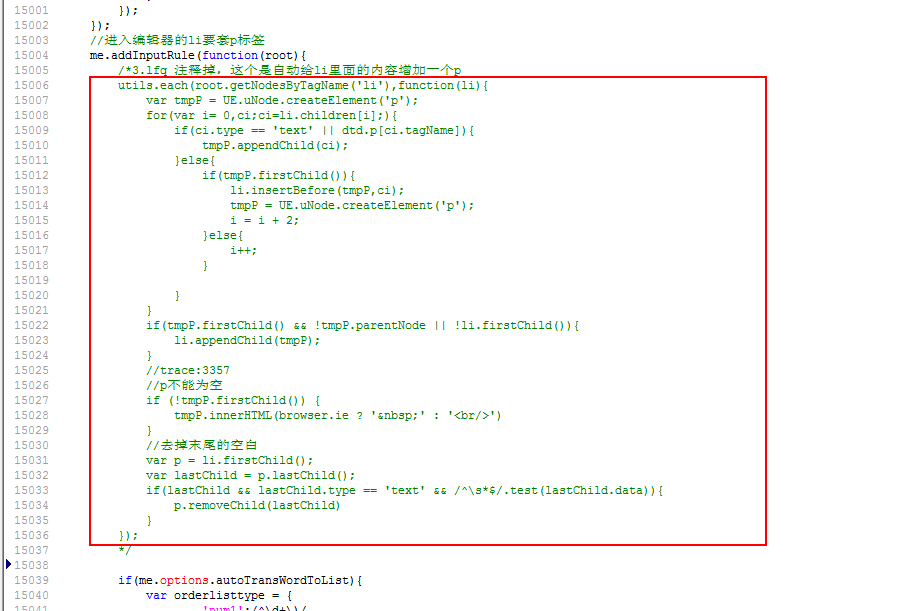 15001 });
15002 });
15003 //进入编辑器的li要套p标签
15004 me.addInputRule(function(root){
15005 /*3.lfq 注释掉，这个是自动给li里面的内容增加一个p
15006 utils.each(root.getNodesByTagName('li'),function(li){
15007 var tmpP = UE.uNode.createElement('p');
15008 for(var i= 0,ci;ci=li.children[i];){
15009 if(ci.type == 'text' || dtd.p[ci.tagName]){
15010 tmpP.appendChild(ci);
15011 }else{
15012 if(tmpP.firstChild()){
15013 li.insertBefore(tmpP,ci);
15014 tmpP = UE.uNode.createElement('p');
15015 i = i + 2;
15016 }else{
15017 i++;
15018 }
15019
15020 }
15021 }
15022 if(tmpP.firstChild() && !tmpP.parentNode || !li.firstChild()){
15023 li.appendChild(tmpP);
15024 }
15025 //trace:3357
15026 //p不能为空
15027 if (!tmpP.firstChild()) {
15028 tmpP.innerHTML(browser.ie ? '&nbsp;' : '<br/>')
15029 }
15030 //去掉末尾的空白
15031 var p = li.firstChild();
15032 var lastChild = p.lastChild();
15033 if(lastChild && lastChild.type == 'text' && /^\s*$/.test(lastChild.data)){
15034 p.removeChild(lastChild)
15035 }
15036 });
15037 */
15038
15039 if(me.options.autoTransWordToList){
15040 var orderlisttype = {
15041 'num1':/^\d+\)/,